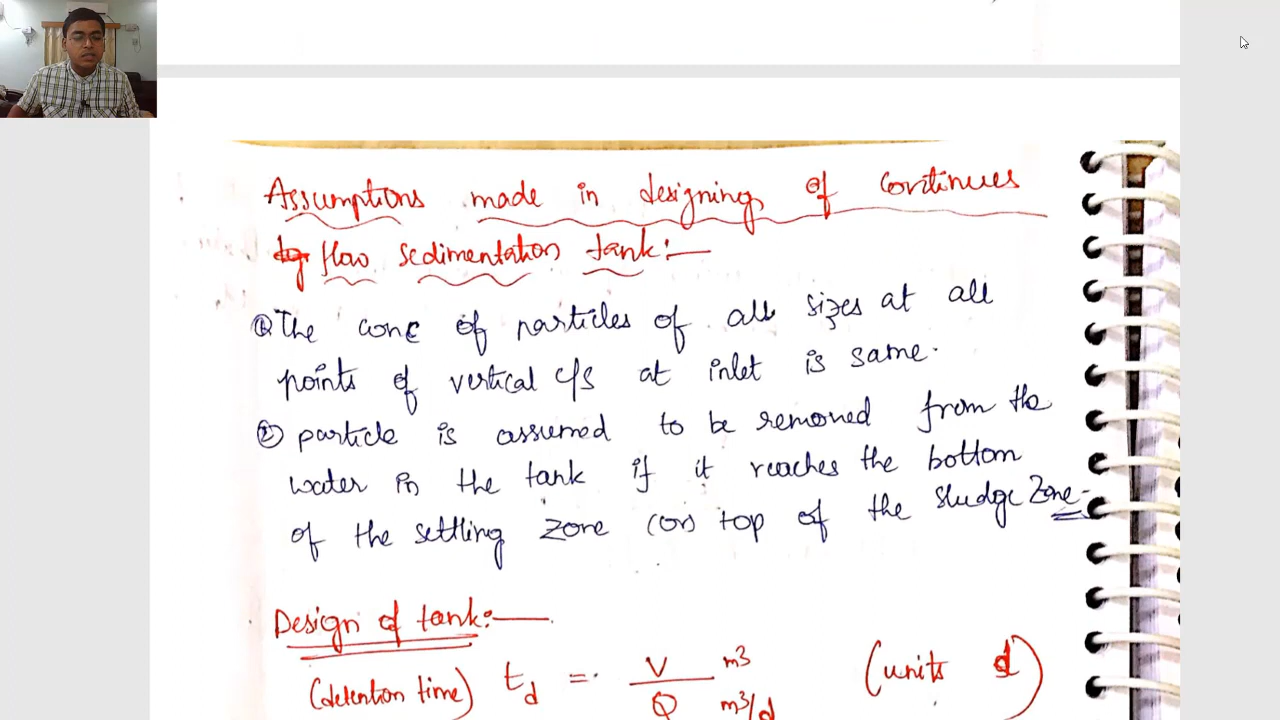 Assumptions made in designing of continues
flow sedimentation tank:-
① The conc of particles of all sizes at all
points of vertical c/s at inlet is same.
② particle is assumed to be removed from the
water in the tank if it reaches the bottom
of the settling zone (or) top of the sludge zone-
Design of tank:-
(detention time) td = V/Q m3 / m3/d (units d)